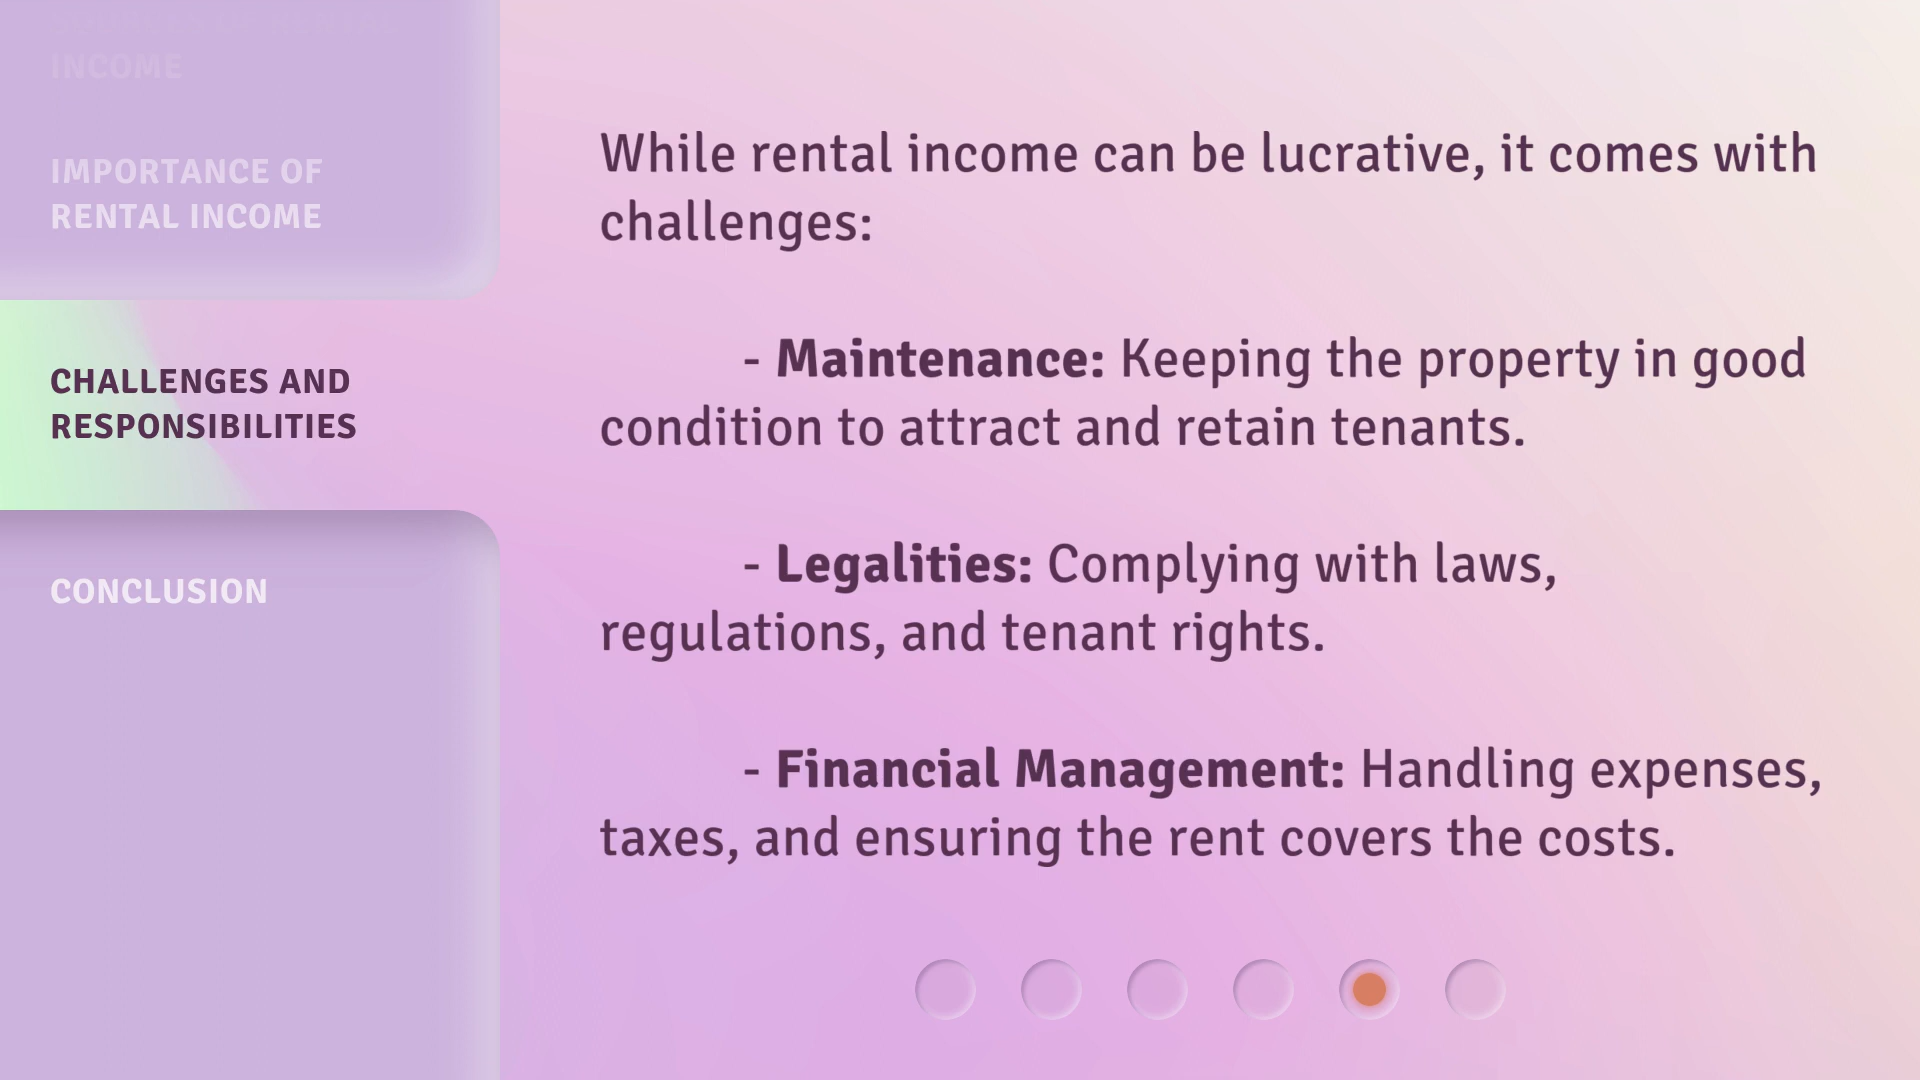 INCOME
IMPORTANCE OF
RENTAL INCOME
CHALLENGES AND
RESPONSIBILITIES
CONCLUSION
While rental income can be lucrative, it comes with
challenges:
- Maintenance: Keeping the property in good
condition to attract and retain tenants.
- Legalities: Complying with laws,
regulations, and tenant rights.
- Financial Management: Handling expenses,
taxes, and ensuring the rent covers the costs.